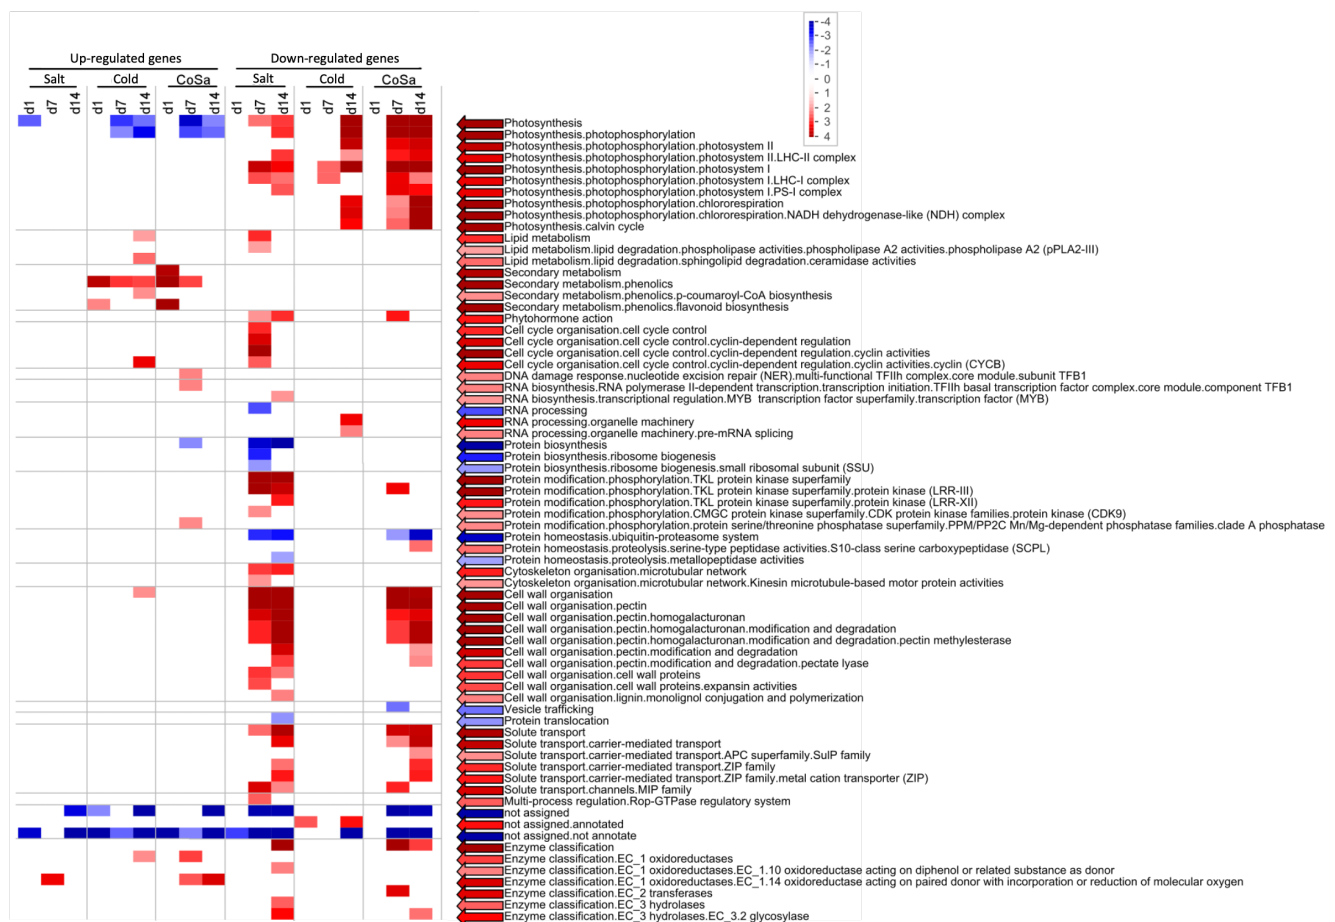 -4
-3
-2
-1
0
1
2
3
4
Up-regulated genes Down-regulated genes
Salt Cold CoSa Salt Cold CoSa
d1 d7 d14 d1 d7 d14 d1 d7 d14 d1 d7 d14 d1 d7 d14 d1 d7 d14
Photosynthesis
Photosynthesis.photophosphorylation
Photosynthesis.photophosphorylation.photosystem II
Photosynthesis.photophosphorylation.photosystem II.LHC-II complex
Photosynthesis.photophosphorylation.photosystem I
Photosynthesis.photophosphorylation.photosystem I.LHC-I complex
Photosynthesis.photophosphorylation.photosystem I.PS-I complex
Photosynthesis.photophosphorylation.chlororespiration
Photosynthesis.photophosphorylation.chlororespiration.NADH dehydrogenase-like (NDH) complex
Photosynthesis.calvin cycle
Lipid metabolism
Lipid metabolism.lipid degradation.phospholipase activities.phospholipase A2 activities.phospholipase A2 (pPLA2-III)
Lipid metabolism.lipid degradation.sphingolipid degradation.ceramidase activities
Secondary metabolism
Secondary metabolism.phenolics
Secondary metabolism.phenolics.p-coumaroyl-CoA biosynthesis
Secondary metabolism.phenolics.flavonoid biosynthesis
Phytohormone action
Cell cycle organisation.cell cycle control
Cell cycle organisation.cell cycle control.cyclin-dependent regulation
Cell cycle organisation.cell cycle control.cyclin-dependent regulation.cyclin activities
Cell cycle organisation.cell cycle control.cyclin-dependent regulation.cyclin activities.cyclin (CYCB)
DNA damage response.nucleotide excision repair (NER).multi-functional TFIIh complex.core module.subunit TFB1
RNA biosynthesis.RNA polymerase II-dependent transcription.transcription initiation.TFIIh basal transcription factor complex.core module.component TFB1
RNA biosynthesis.transcriptional regulation.MYB transcription factor superfamily.transcription factor (MYB)
RNA processing
RNA processing.organelle machinery
RNA processing.organelle machinery.pre-mRNA splicing
Protein biosynthesis
Protein biosynthesis.ribosome biogenesis
Protein biosynthesis.ribosome biogenesis.small ribosomal subunit (SSU)
Protein modification.phosphorylation.TKL protein kinase superfamily
Protein modification.phosphorylation.TKL protein kinase superfamily.protein kinase (LRR-III)
Protein modification.phosphorylation.TKL protein kinase superfamily.protein kinase (LRR-XII)
Protein modification.phosphorylation.CMGC protein kinase superfamily.CDK protein kinase families.protein kinase (CDK9)
Protein modification.phosphorylation.protein serine/threonine phosphatase superfamily.PPM/PP2C Mn/Mg-dependent phosphatase families.clade A phosphatase
Protein homeostasis.ubiquitin-proteasome system
Protein homeostasis.proteolysis.serine-type peptidase activities.S10-class serine carboxypeptidase (SCPL)
Protein homeostasis.proteolysis.metallopeptidase activities
Cytoskeleton organisation.microtubular network
Cytoskeleton organisation.microtubular network.Kinesin microtubule-based motor protein activities
Cell wall organisation
Cell wall organisation.pectin
Cell wall organisation.pectin.homogalacturonan
Cell wall organisation.pectin.homogalacturonan.modification and degradation
Cell wall organisation.pectin.homogalacturonan.modification and degradation.pectin methylesterase
Cell wall organisation.pectin.modification and degradation
Cell wall organisation.pectin.modification and degradation.pectate lyase
Cell wall organisation.cell wall proteins
Cell wall organisation.cell wall proteins.expansin activities
Cell wall organisation.lignin.monolignol conjugation and polymerization
Vesicle trafficking
Protein translocation
Solute transport
Solute transport.carrier-mediated transport
Solute transport.carrier-mediated transport.APC superfamily.SulP family
Solute transport.carrier-mediated transport.ZIP family
Solute transport.carrier-mediated transport.ZIP family.metal cation transporter (ZIP)
Solute transport.channels.MIP family
Multi-process regulation.Rop-GTPase regulatory system
not assigned
not assigned.annotated
not assigned.not annotate
Enzyme classification
Enzyme classification.EC_1 oxidoreductases
Enzyme classification.EC_1 oxidoreductases.EC_1.10 oxidoreductase acting on diphenol or related substance as donor
Enzyme classification.EC_1 oxidoreductases.EC_1.14 oxidoreductase acting on paired donor with incorporation or reduction of molecular oxygen
Enzyme classification.EC_2 transferases
Enzyme classification.EC_3 hydrolases
Enzyme classification.EC_3 hydrolases.EC_3.2 glycosylase